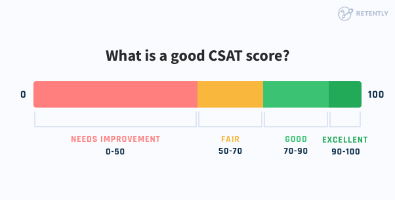 RETENTLY
What is a good CSAT score?
0
100
NEEDS IMPROVEMENT
0-50
FAIR
50-70
GOOD
70-90
EXCELLENT
90-100